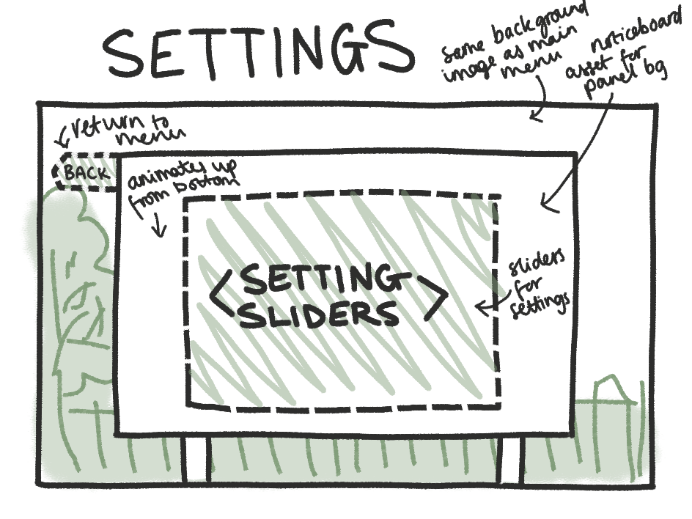 SETTINGS
same background
image as main
menu
noticeboard
asset for
panel bg
return to
menu
BACK
animates up
from bottom
<SETTING
SLIDERS>
sliders
for
settings